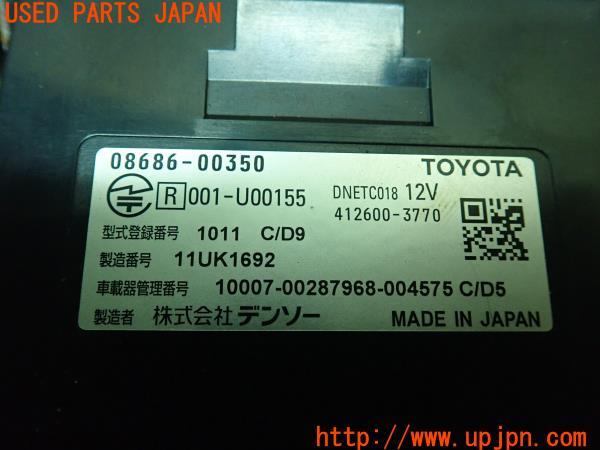 USED PARTS JAPAN
08686-00350 TOYOTA
R 001-U00155 DNETC018 12V
412600-3770
型式登録番号 1011 C/D9
製造番号 11UK1692
車載器管理番号 10007-00287968-004575 C/D5
製造者 株式会社デンソー MADE IN JAPAN
http://www.upjpn.com